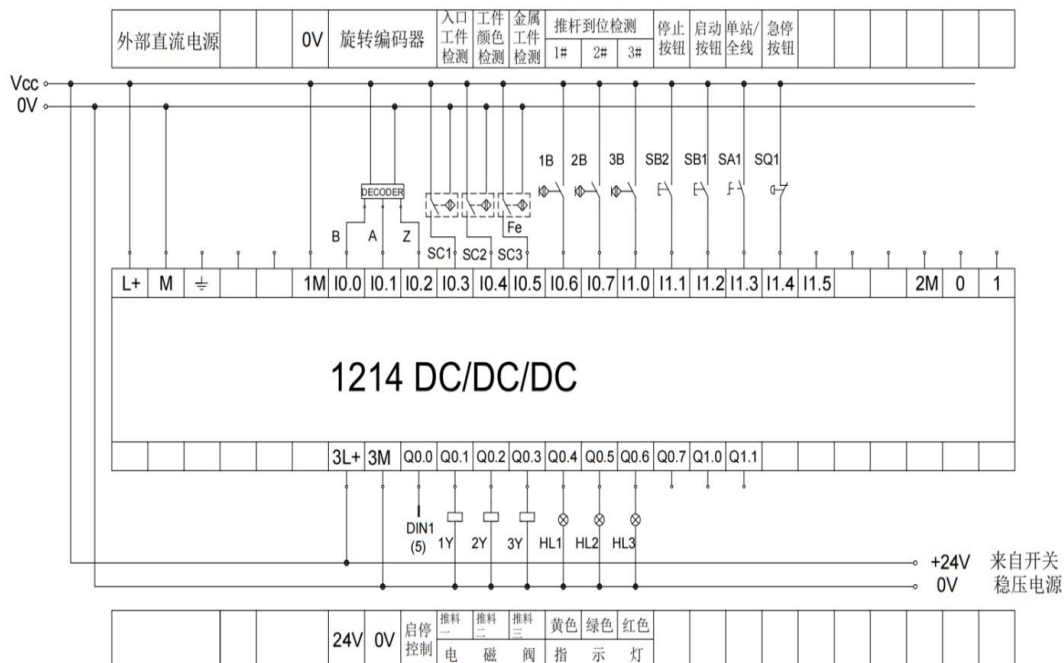 外部直流电源 0V 旋转编码器 入口工件检测 工件颜色检测 金属工件检测 推杆到位检测 停止按钮 启动按钮 单站/全线 急停按钮
1# 2# 3#
Vcc
0V
1B 2B 3B SB2 SB1 SA1 SQ1
DECODER
Fe
B A Z
SC1 SC2 SC3
L+ M 1M I0.0 I0.1 I0.2 I0.3 I0.4 I0.5 I0.6 I0.7 I1.0 I1.1 I1.2 I1.3 I1.4 I1.5 2M 0 1
1214 DC/DC/DC
3L+ 3M Q0.0 Q0.1 Q0.2 Q0.3 Q0.4 Q0.5 Q0.6 Q0.7 Q1.0 Q1.1
DIN1
(5)
1Y 2Y 3Y HL1 HL2 HL3
+24V 来自开关
0V 稳压电源
24V 0V 启停控制 推料一 推料二 推料三 黄色 绿色 红色
电 磁 阀 指 示 灯